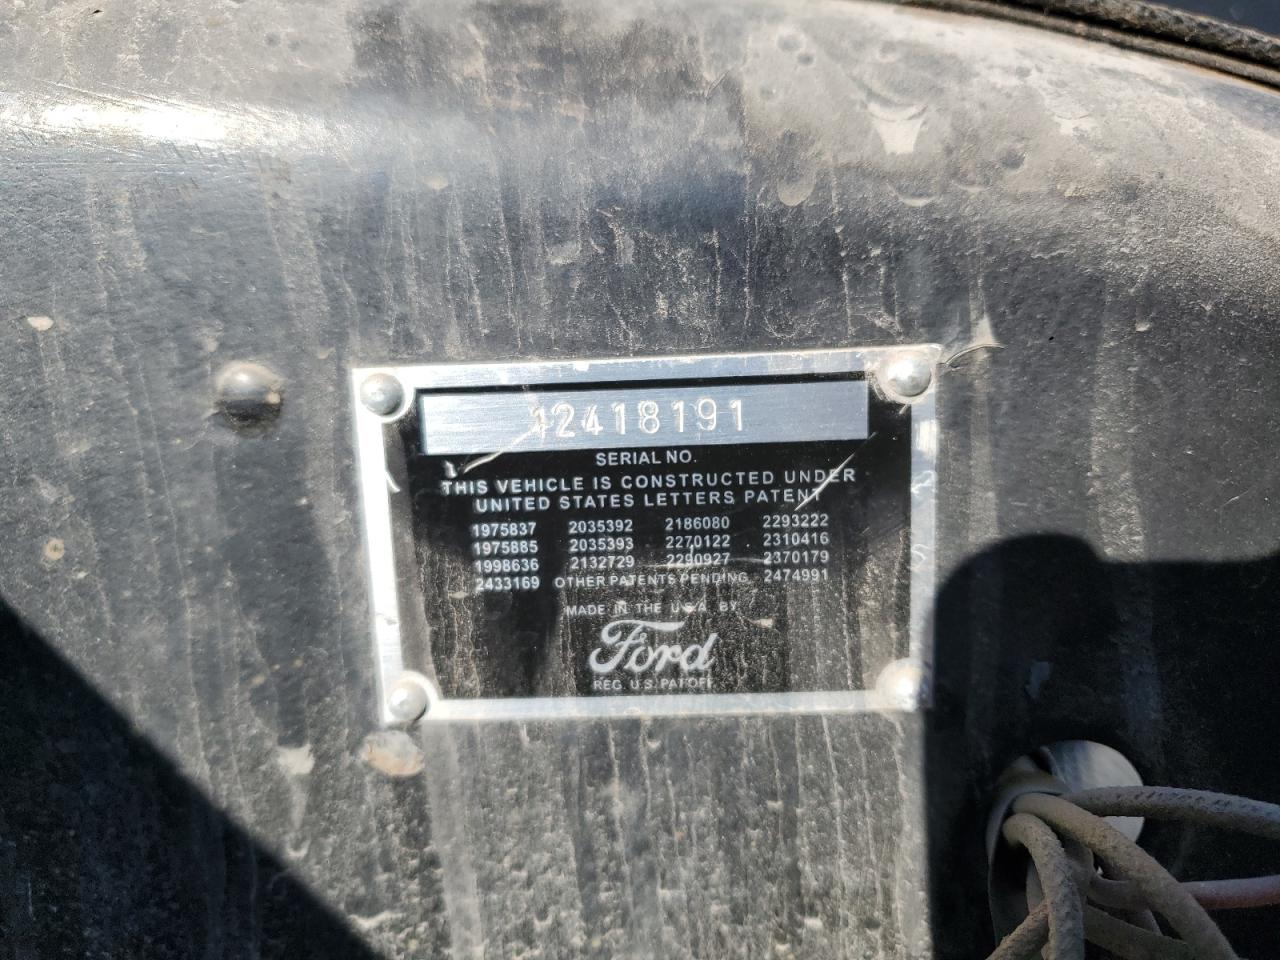 12418191
SERIAL NO.
THIS VEHICLE IS CONSTRUCTED UNDER
UNITED STATES LETTERS PATENT
1975837 2035392 2186080 2293222
1975885 2035393 2270122 2310416
1998636 2132729 2290927 2370179
2433169 OTHER PATENTS PENDING 2474991
MADE IN THE U.S.A. BY
Ford
REG. U.S. PAT. OFF.